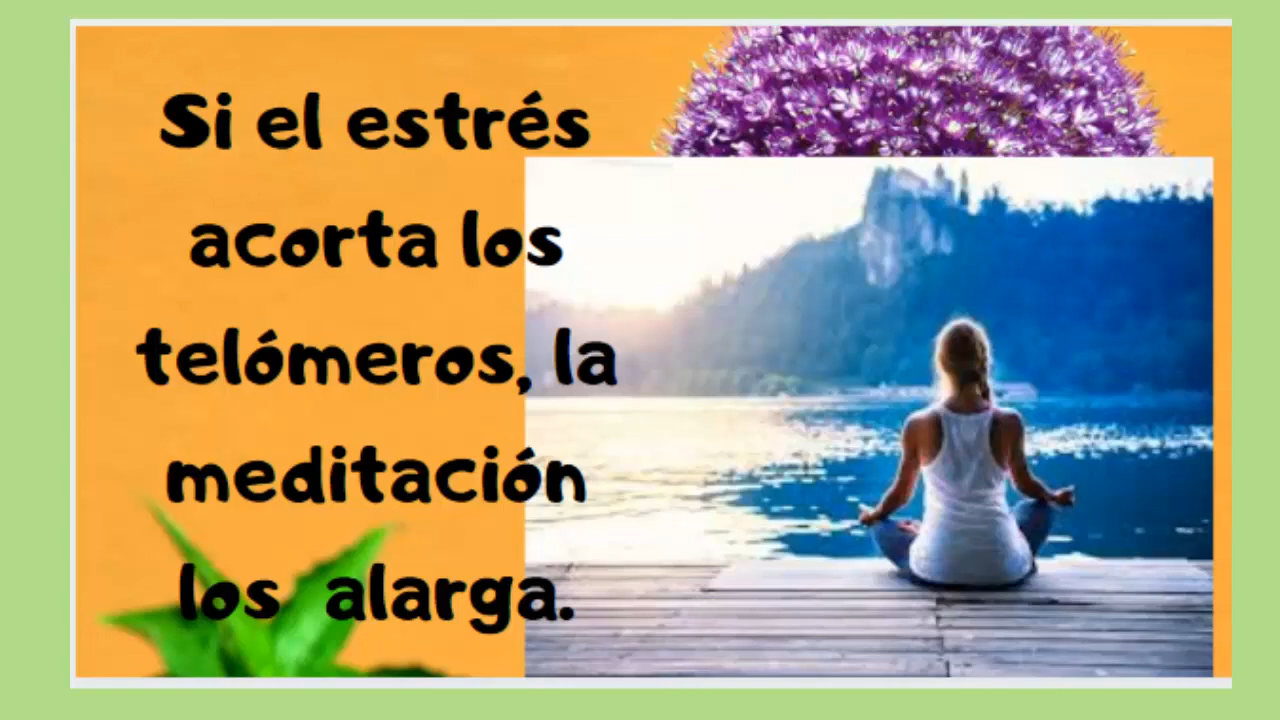 Si el estrés
acorta los
telómeros, la
meditación
los alarga.